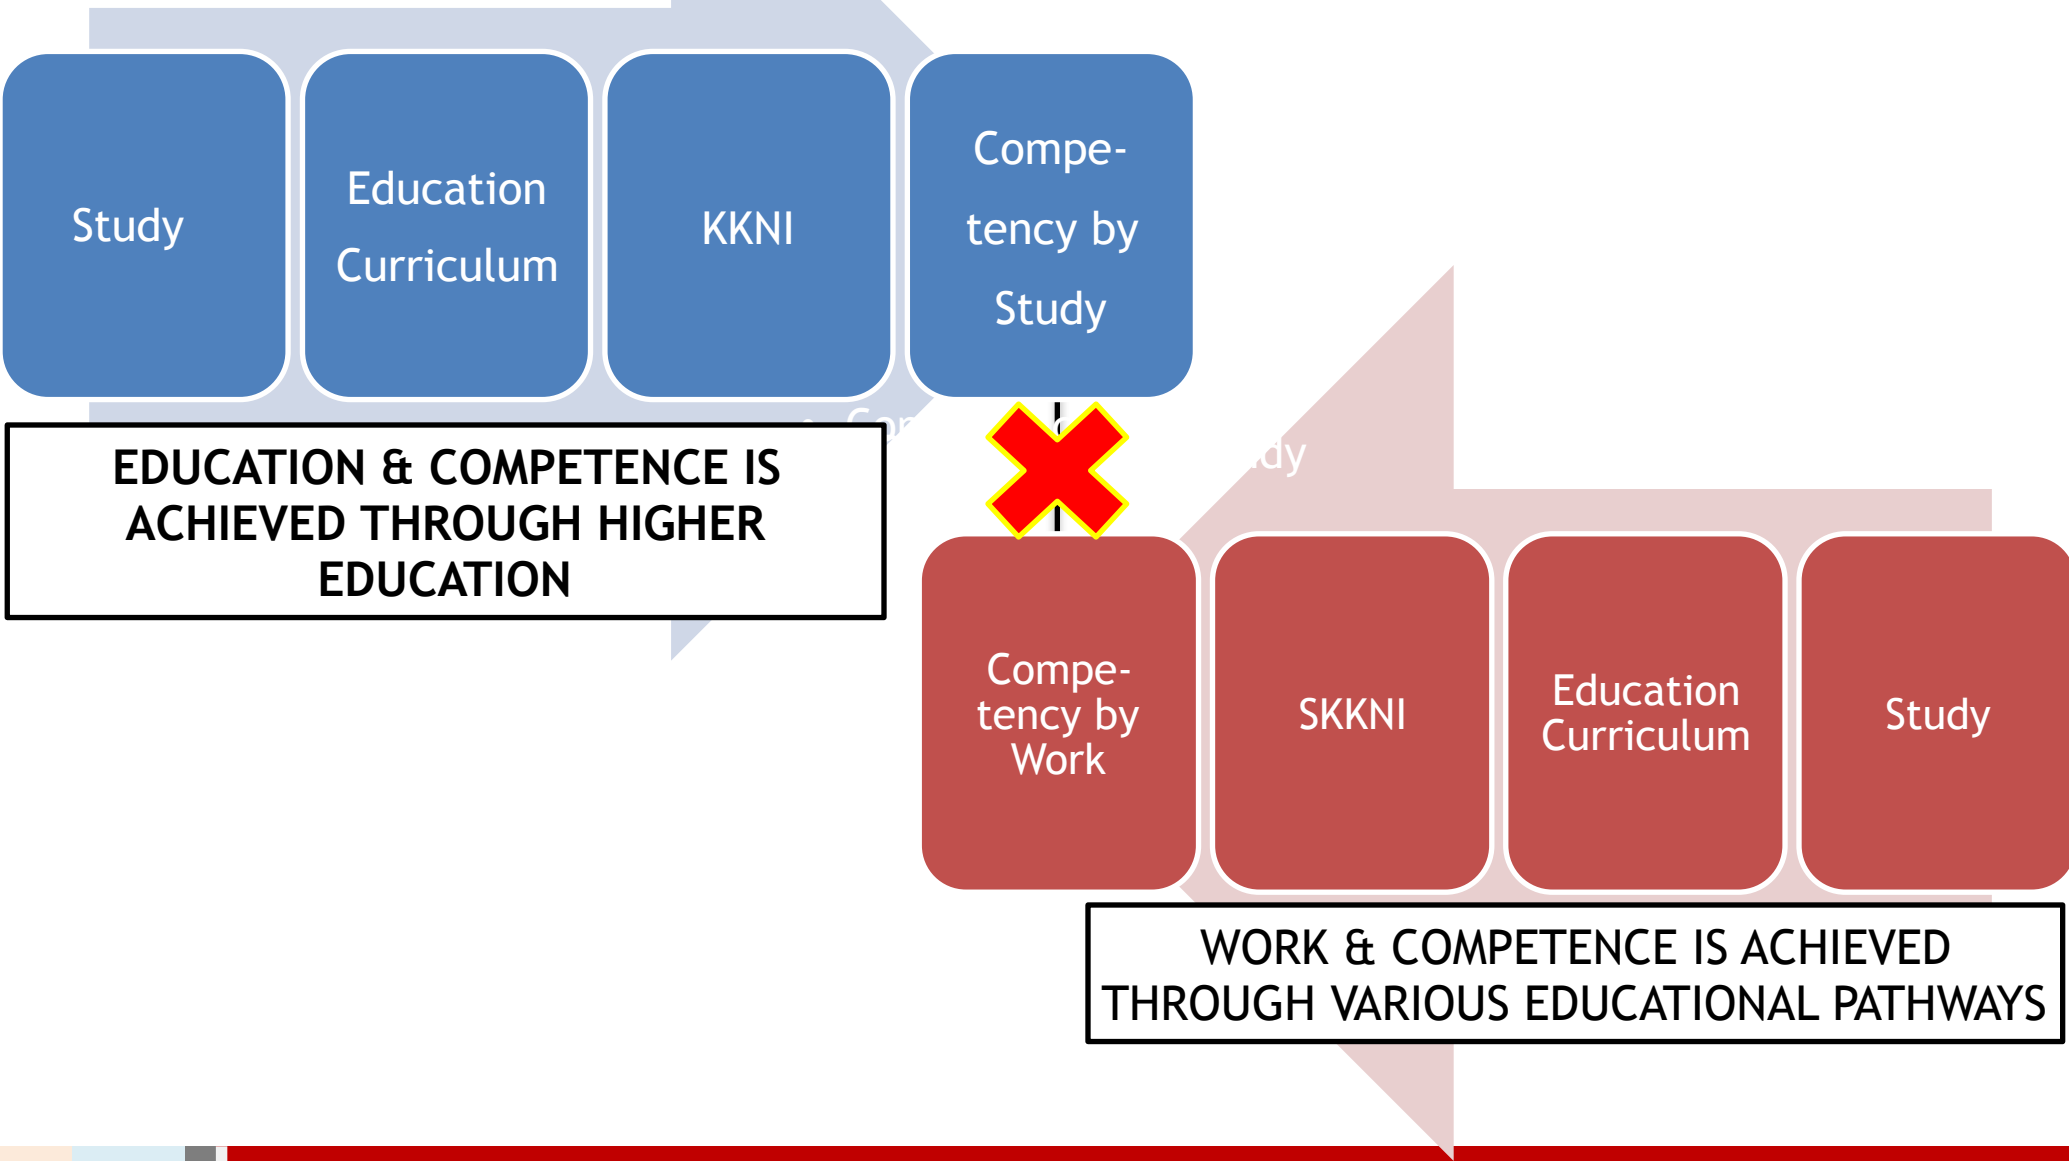 Study
Education
Curriculum
KKNI
Compe-
tency by
Study
EDUCATION & COMPETENCE IS
ACHIEVED THROUGH HIGHER
EDUCATION
Compe-
tency by
Work
SKKNI
Education
Curriculum
Study
WORK & COMPETENCE IS ACHIEVED
THROUGH VARIOUS EDUCATIONAL PATHWAYS